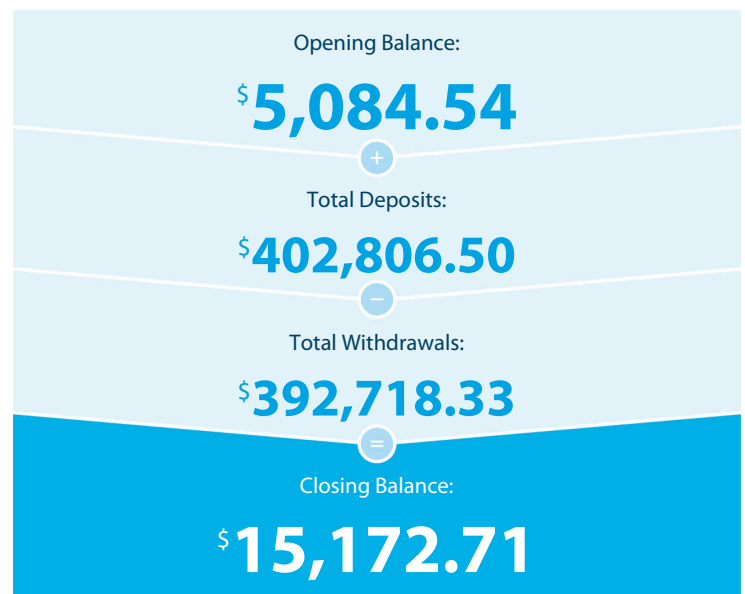 Opening Balance:
$5,084.54
+
Total Deposits:
$402,806.50
−
Total Withdrawals:
$392,718.33
=
Closing Balance:
$15,172.71